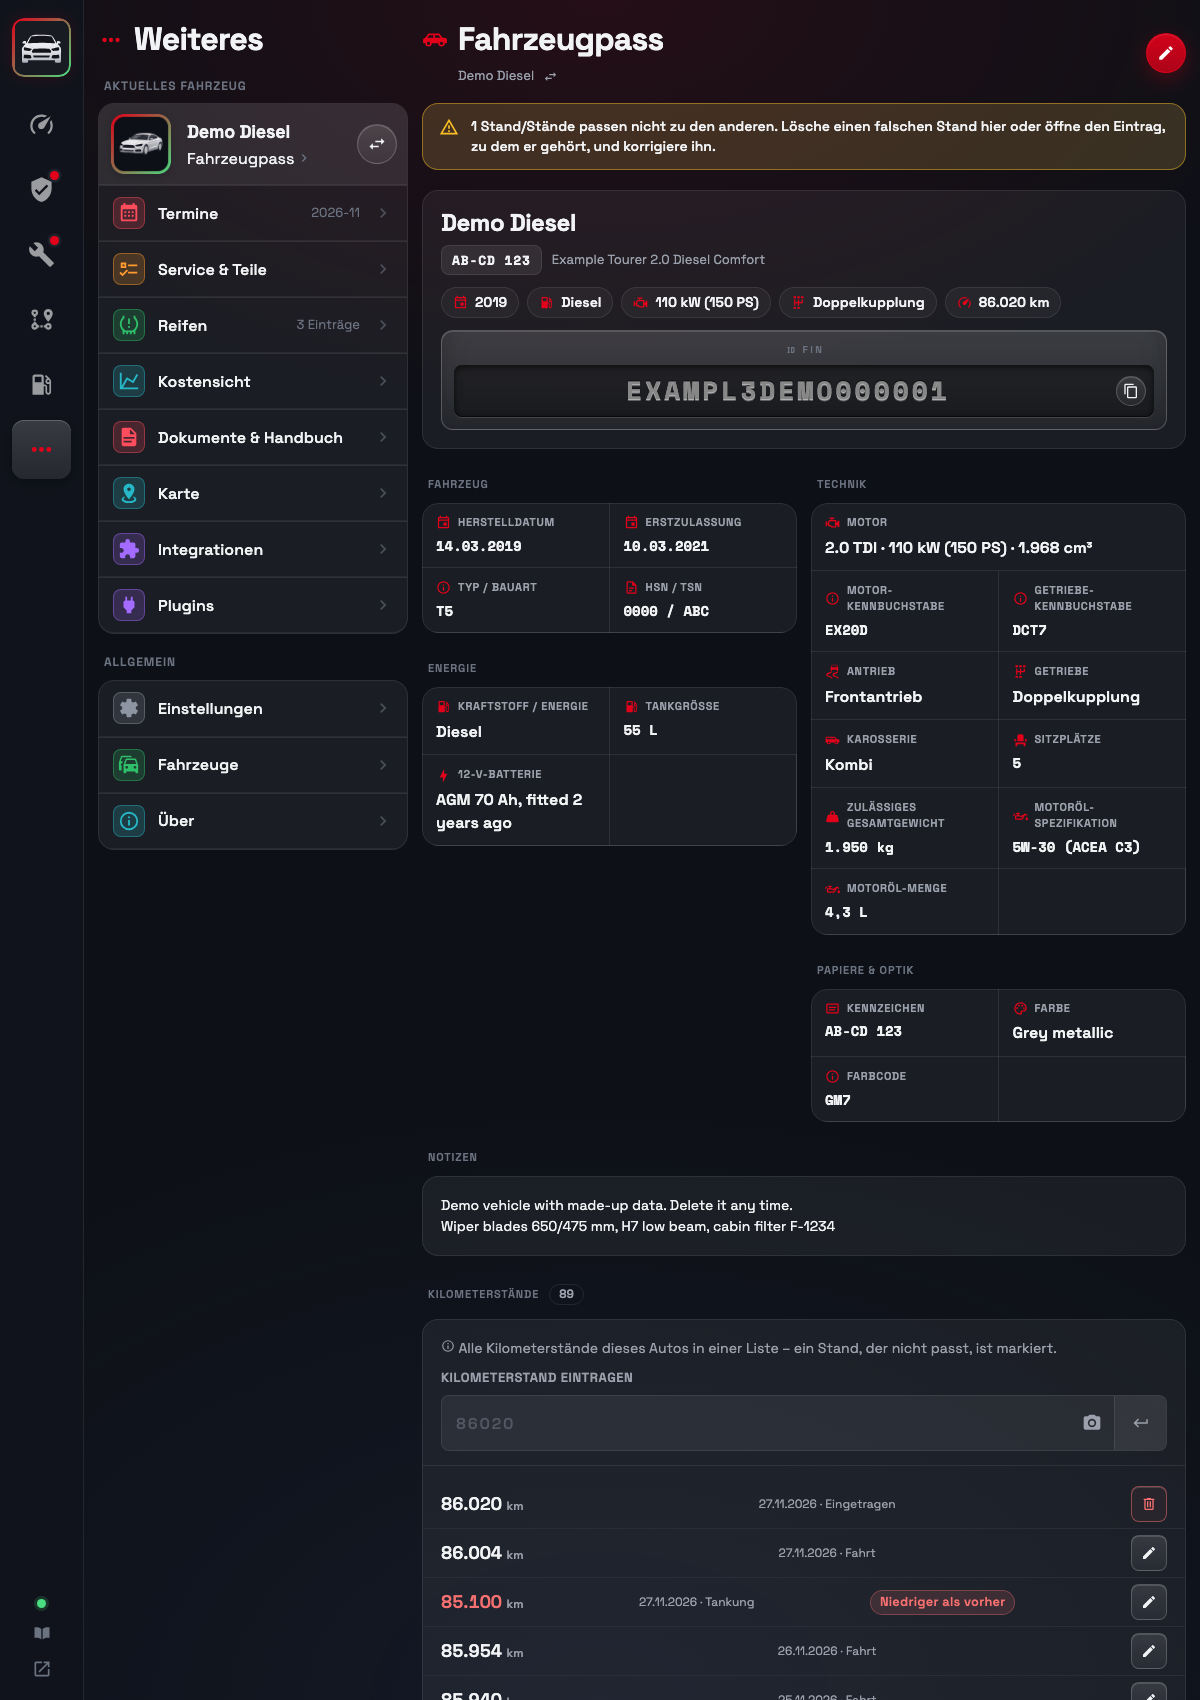 Weiteres
AKTUELLES FAHRZEUG
Demo Diesel
Fahrzeugpass
Termine
2026-11
Service & Teile
Reifen
3 Einträge
Kostensicht
Dokumente & Handbuch
Karte
Integrationen
Plugins
ALLGEMEIN
Einstellungen
Fahrzeuge
Über
Fahrzeugpass
Demo Diesel
1 Stand/Stände passen nicht zu den anderen. Lösche einen falschen Stand hier oder öffne den Eintrag,
zu dem er gehört, und korrigiere ihn.
Demo Diesel
AB-CD 123
Example Tourer 2.0 Diesel Comfort
2019
Diesel
110 kW (150 PS)
Doppelkupplung
86.020 km
ID FIN
EXAMPL3DEMO000001
FAHRZEUG
HERSTELLDATUM
14.03.2019
ERSTZULASSUNG
10.03.2021
TYP / BAUART
T5
HSN / TSN
0000 / ABC
ENERGIE
KRAFTSTOFF / ENERGIE
Diesel
TANKGRÖSSE
55 L
12-V-BATTERIE
AGM 70 Ah, fitted 2
years ago
TECHNIK
MOTOR
2.0 TDI · 110 kW (150 PS) · 1.968 cm³
MOTOR-
KENNBUCHSTABE
EX20D
GETRIEBE-
KENNBUCHSTABE
DCT7
ANTRIEB
Frontantrieb
GETRIEBE
Doppelkupplung
KAROSSERIE
Kombi
SITZPLÄTZE
5
ZULÄSSIGES
GESAMTGEWICHT
1.950 kg
MOTORÖL-
SPEZIFIKATION
5W-30 (ACEA C3)
MOTORÖL-MENGE
4,3 L
PAPIERE & OPTIK
KENNZEICHEN
AB-CD 123
FARBE
Grey metallic
FARBCODE
GM7
NOTIZEN
Demo vehicle with made-up data. Delete it any time.
Wiper blades 650/475 mm, H7 low beam, cabin filter F-1234
KILOMETERSTÄNDE
89
Alle Kilometerstände dieses Autos in einer Liste – ein Stand, der nicht passt, ist markiert.
KILOMETERSTAND EINTRAGEN
86020
86.020 km
27.11.2026 · Eingetragen
86.004 km
27.11.2026 · Fahrt
85.100 km
27.11.2026 · Tankung
Niedriger als vorher
85.954 km
26.11.2026 · Fahrt
85.940
25.11.2026 · Fahrt